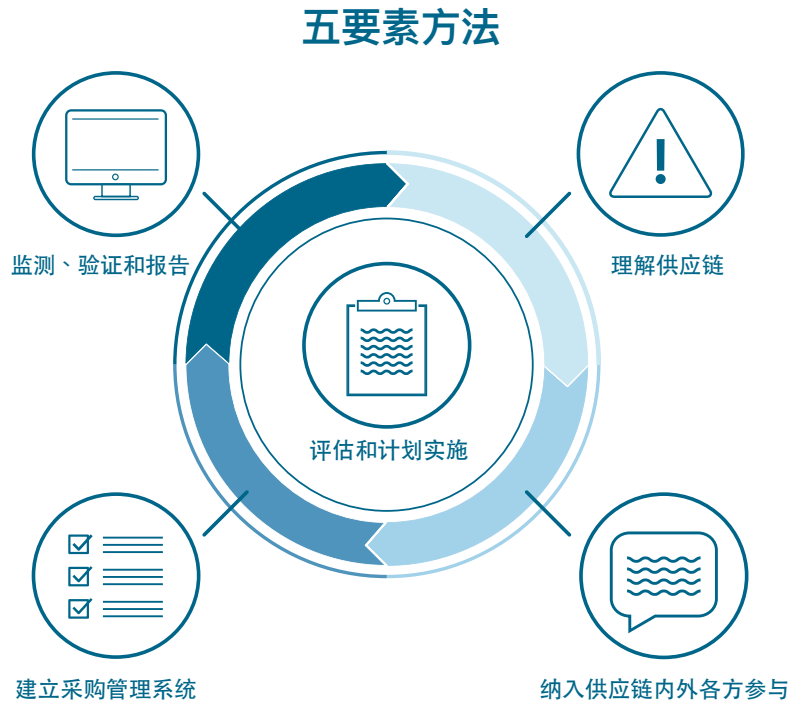 五要素方法
监测、验证和报告
理解供应链
评估和计划实施
建立采购管理系统
纳入供应链内外各方参与